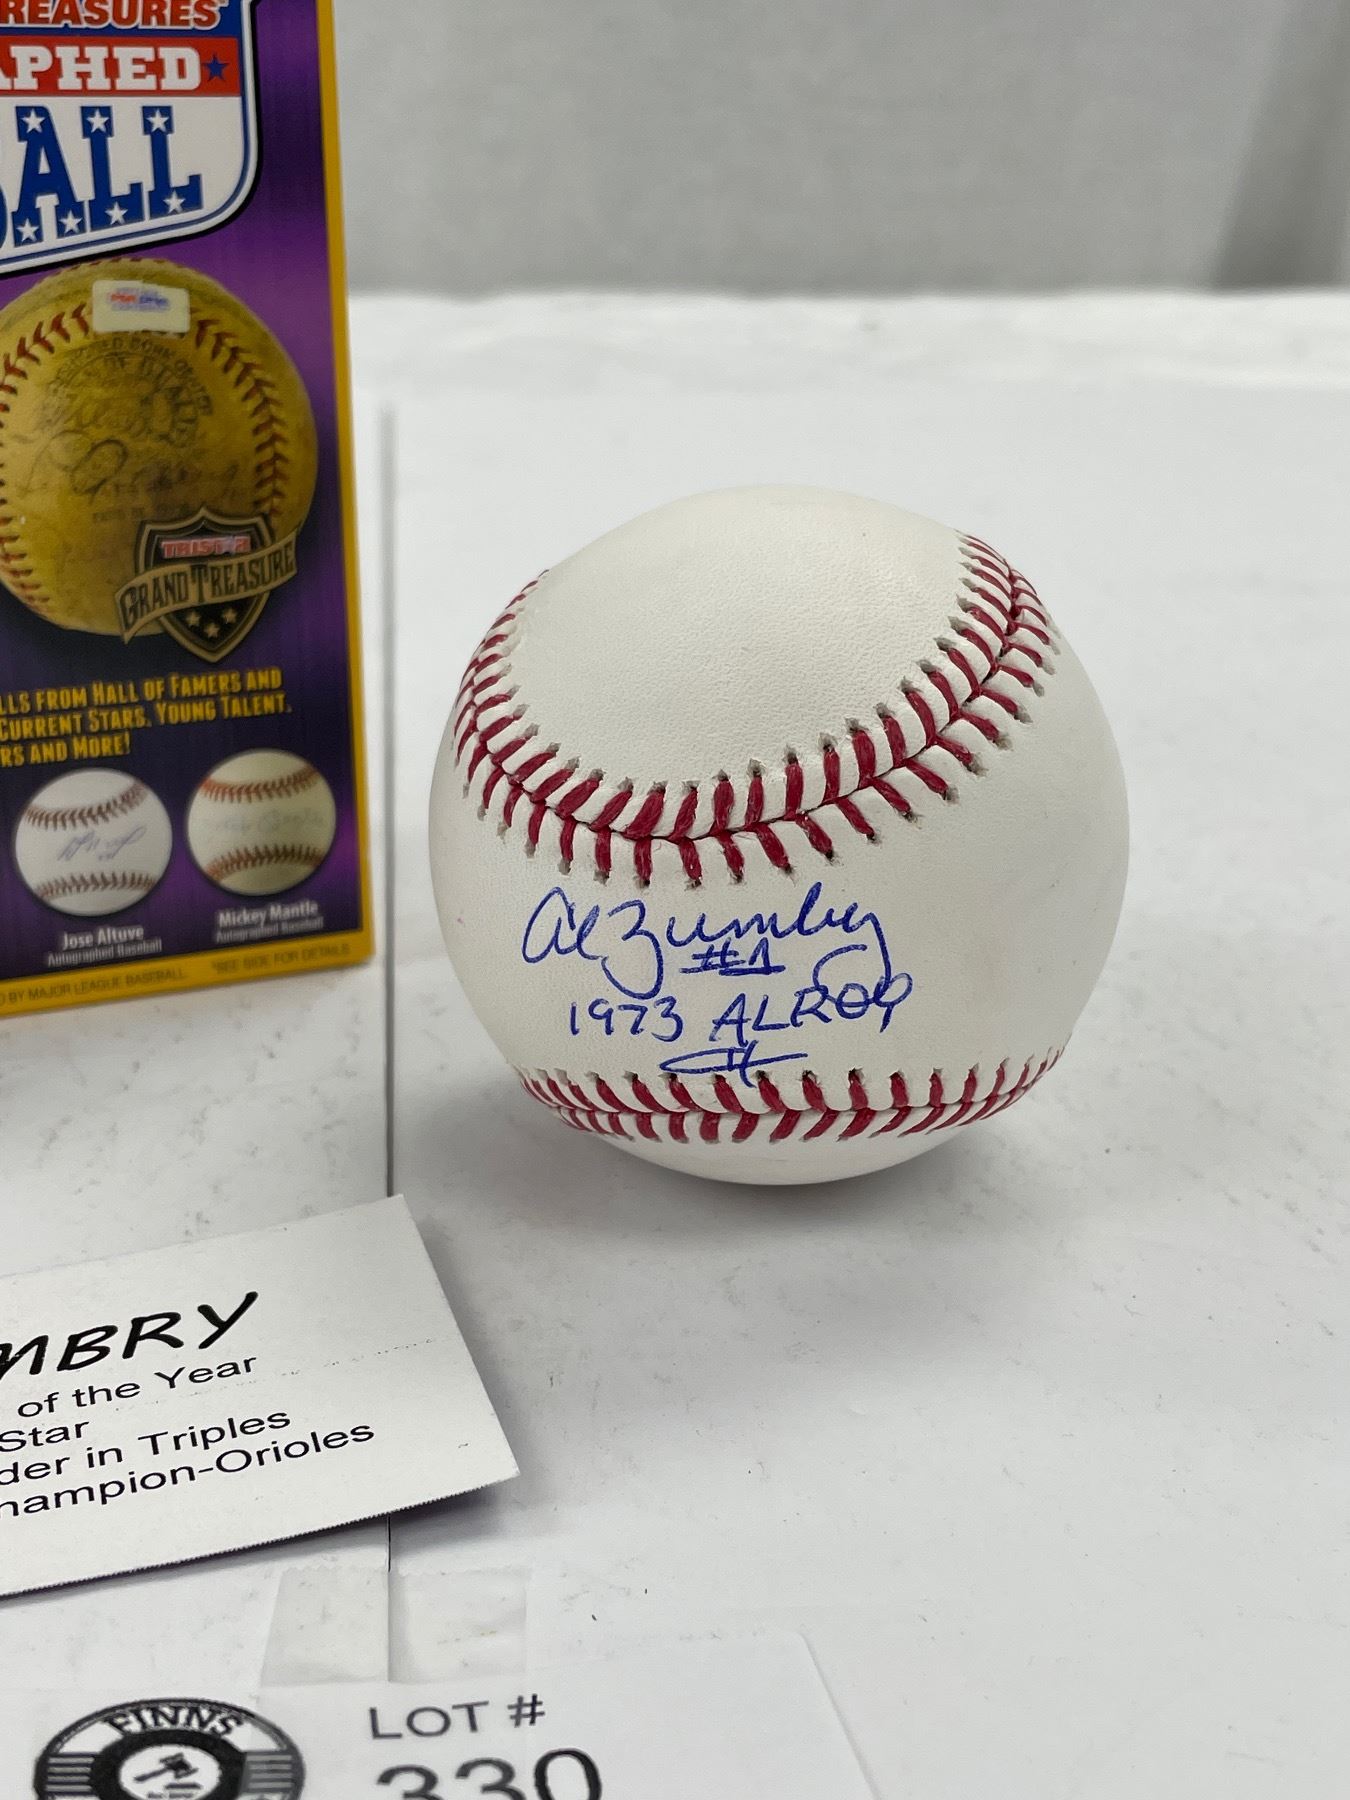 TREASURES
APHED
BALL
TRISTAR
GRAND TREASURE
LLS FROM HALL OF FAMERS AND
CURRENT STARS, YOUNG TALENT,
RS AND MORE!
Jose Altuve
Autographed Baseball
Mickey Mantle
Autographed Baseball
D BY MAJOR LEAGUE BASEBALL *SEE SIDE FOR DETAILS
Al Bumbry
#1
1973 AL ROY
MBRY
of the Year
Star
der in Triples
hampion-Orioles
FINNS
LOT #
330